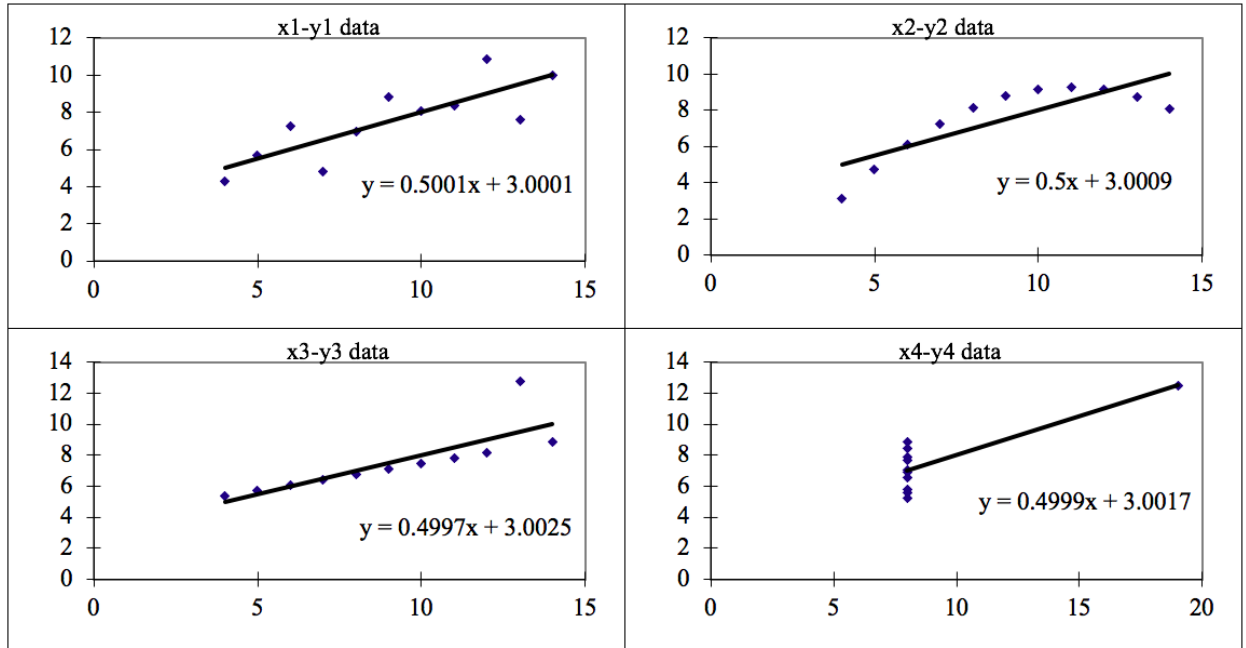 x1-y1 data
12
10
8
6
4
2
0
0 5 10 15
y = 0.5001x + 3.0001
x2-y2 data
12
10
8
6
4
2
0
0 5 10 15
y = 0.5x + 3.0009
x3-y3 data
14
12
10
8
6
4
2
0
0 5 10 15
y = 0.4997x + 3.0025
x4-y4 data
14
12
10
8
6
4
2
0
0 5 10 15 20
y = 0.4999x + 3.0017